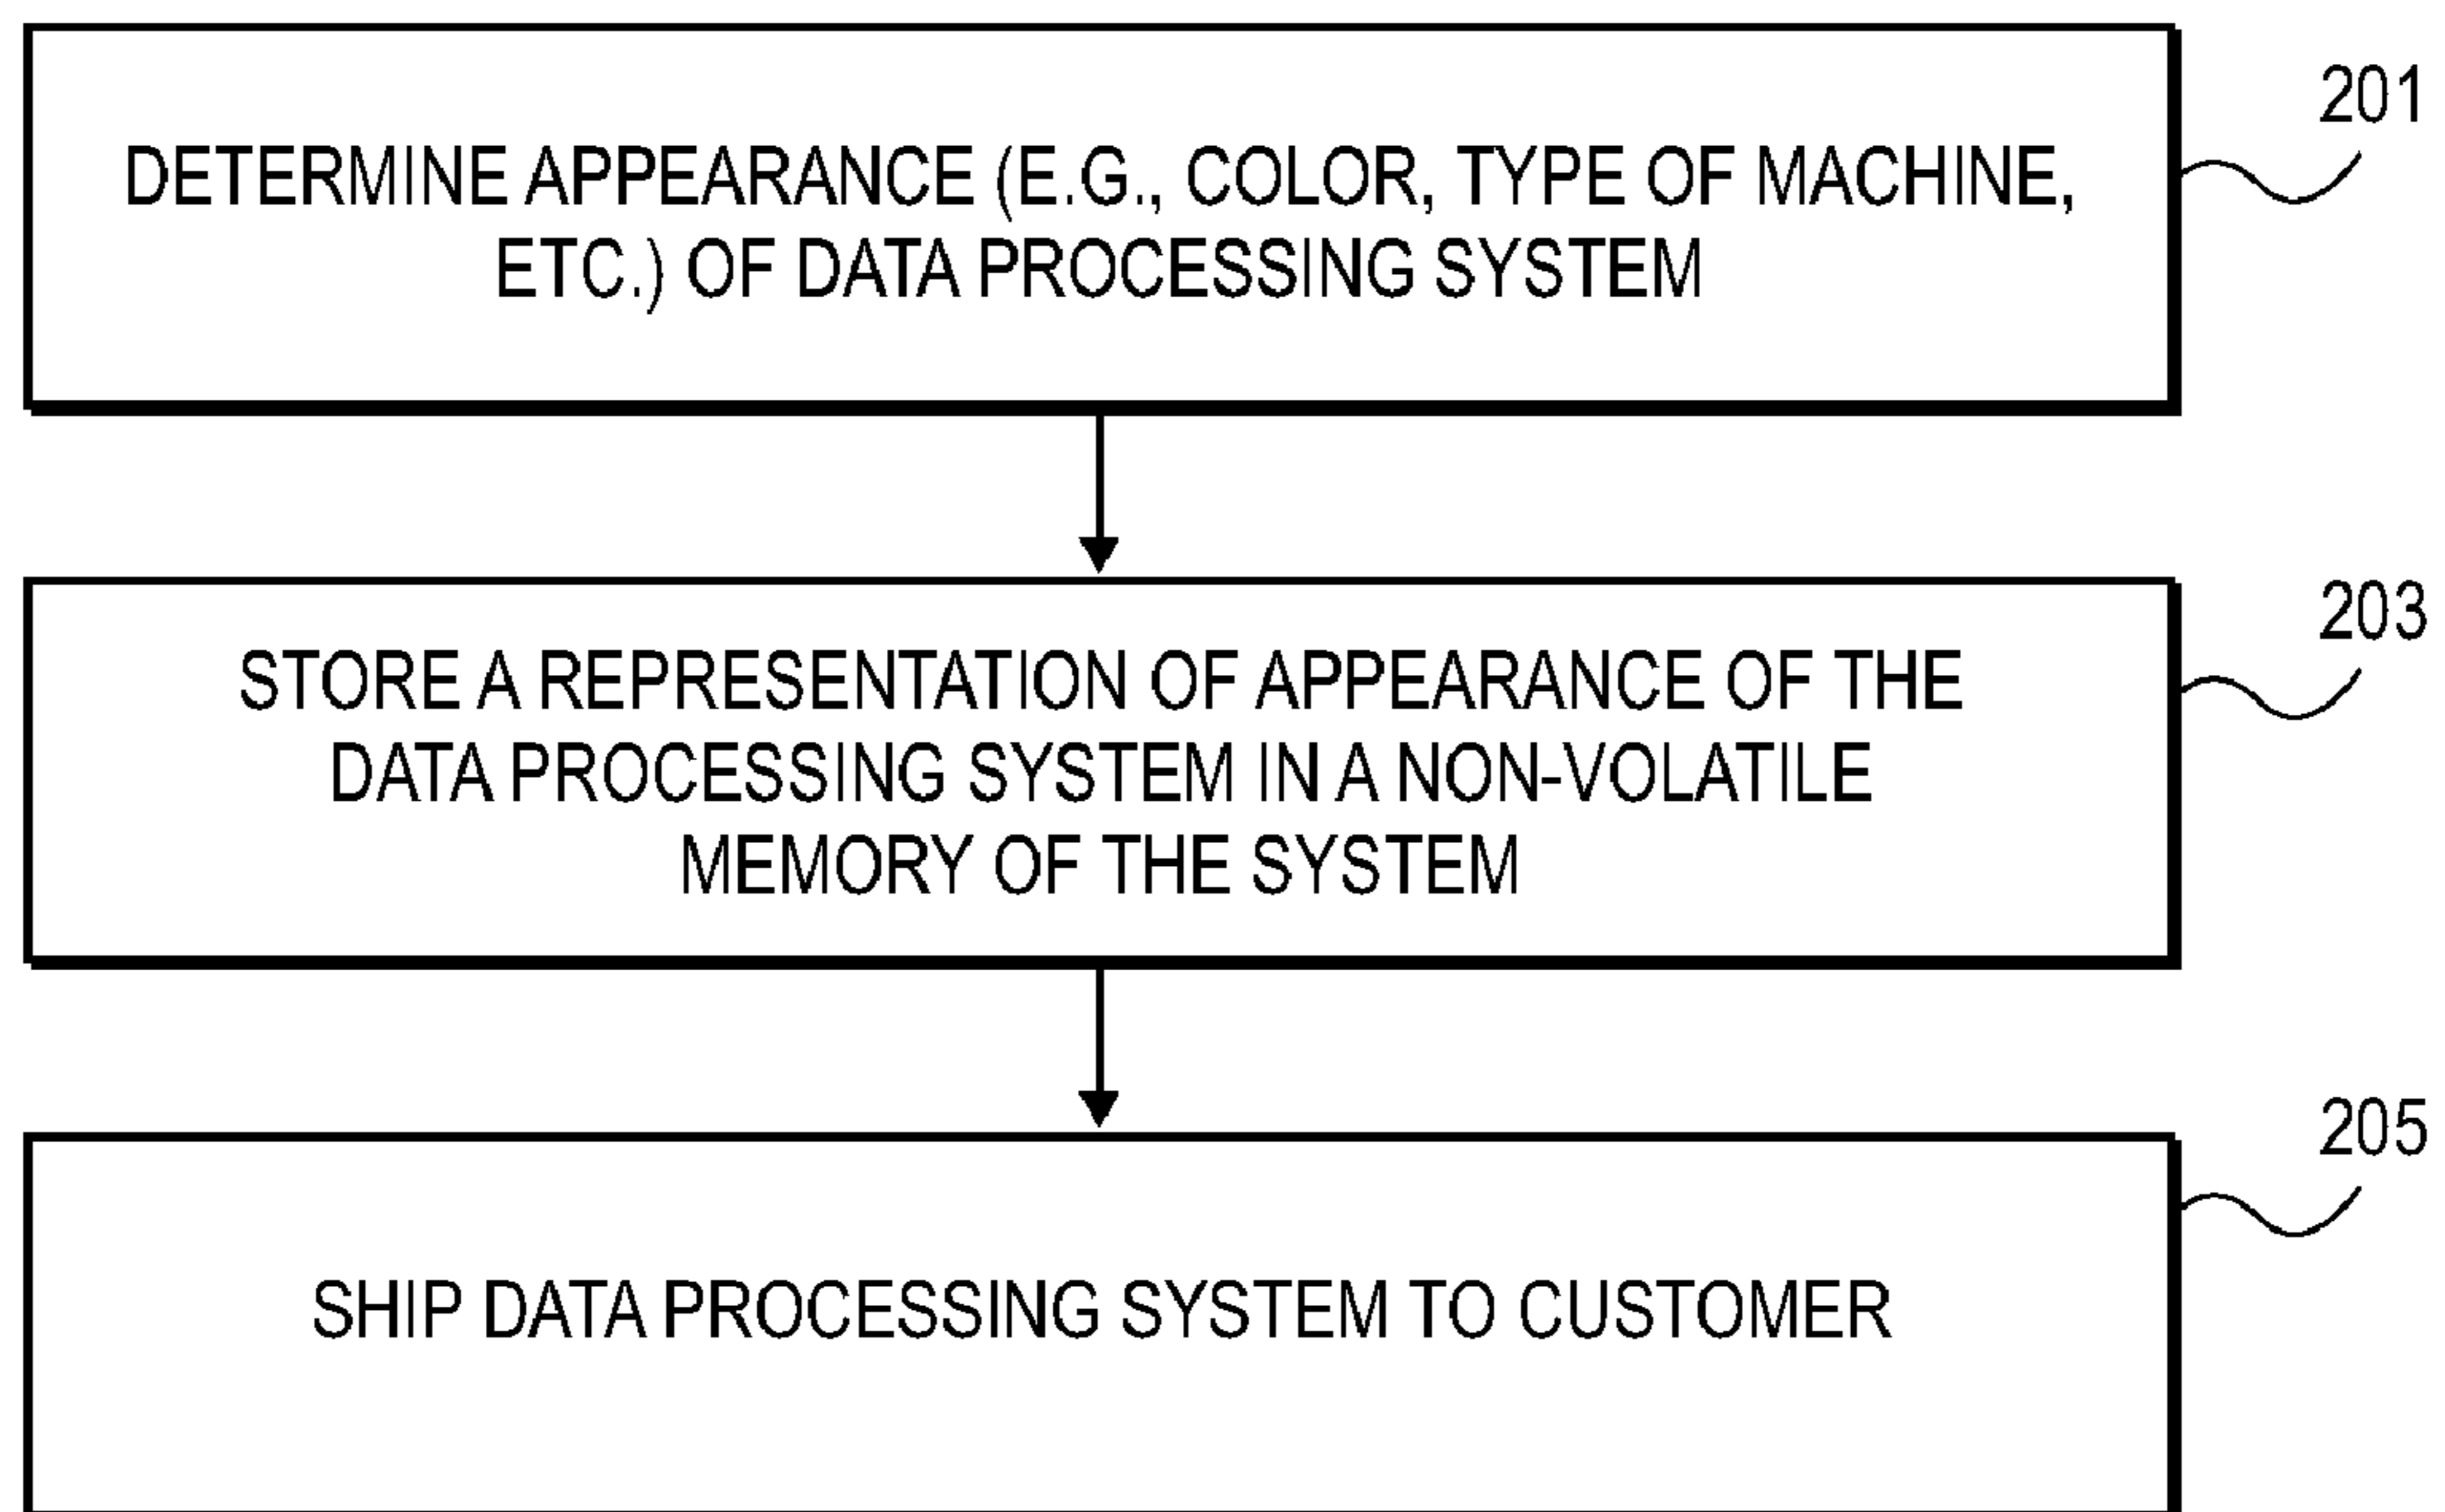 201
DETERMINE APPEARANCE (E.G., COLOR, TYPE OF MACHINE,
ETC.) OF DATA PROCESSING SYSTEM
203
STORE A REPRESENTATION OF APPEARANCE OF THE
DATA PROCESSING SYSTEM IN A NON-VOLATILE
MEMORY OF THE SYSTEM
205
SHIP DATA PROCESSING SYSTEM TO CUSTOMER